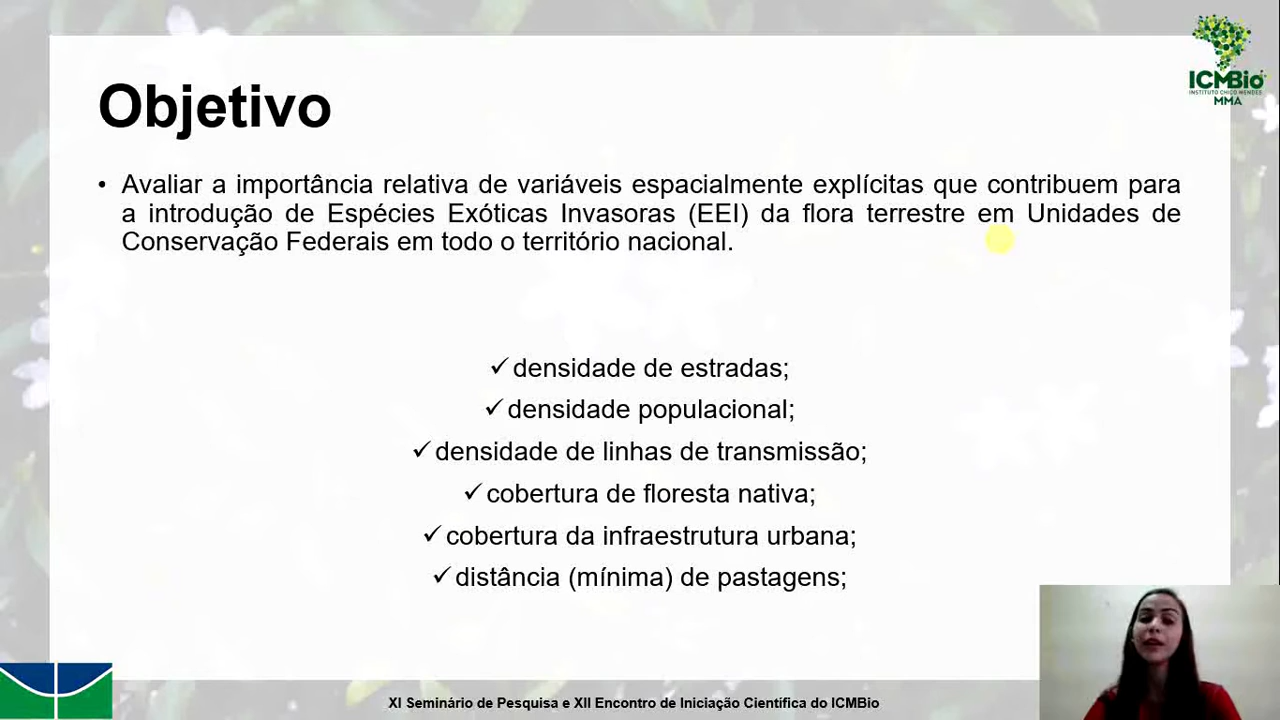 ICMBio
INSTITUTO CHICO MENDES
MMA
Objetivo
• Avaliar a importância relativa de variáveis espacialmente explícitas que contribuem para
a introdução de Espécies Exóticas Invasoras (EEI) da flora terrestre em Unidades de
Conservação Federais em todo o território nacional.
✓densidade de estradas;
✓densidade populacional;
✓densidade de linhas de transmissão;
✓cobertura de floresta nativa;
✓cobertura da infraestrutura urbana;
✓distância (mínima) de pastagens;
XI Seminário de Pesquisa e XII Encontro de Iniciação Científica do ICMBio